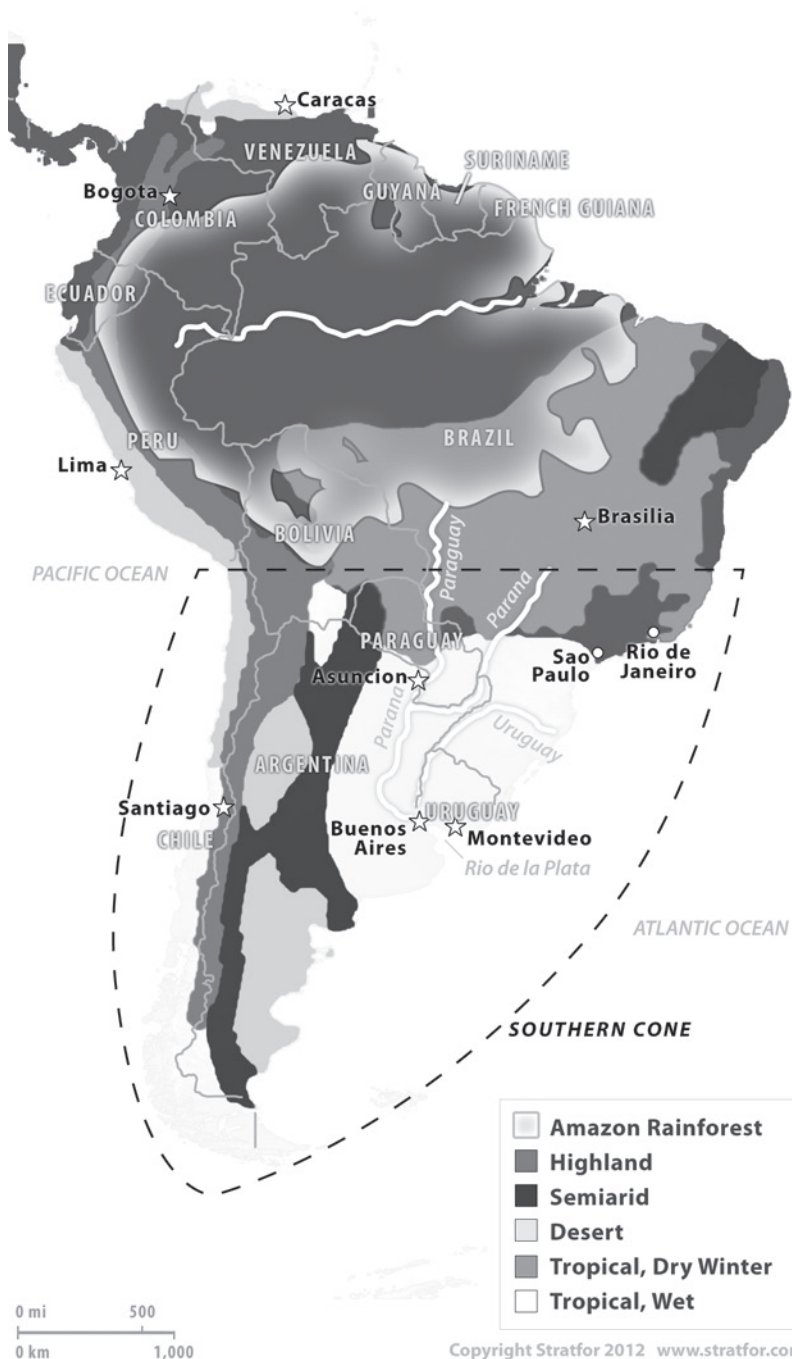 Caracas
VENEZUELA
SURINAME
GUYANA
FRENCH GUIANA
Bogota
COLOMBIA
ECUADOR
PERU
BRAZIL
Lima
Brasilia
BOLIVIA
PACIFIC OCEAN
Paraguay
Parana
PARAGUAY
Sao
Paulo
Rio de
Janeiro
Asuncion
Parana
Uruguay
ARGENTINA
Santiago
CHILE
URUGUAY
Buenos
Aires
Montevideo
Rio de la Plata
ATLANTIC OCEAN
SOUTHERN CONE
Amazon Rainforest
Highland
Semiarid
Desert
Tropical, Dry Winter
Tropical, Wet
0 mi 500
0 km 1,000
Copyright Stratfor 2012 www.stratfor.com